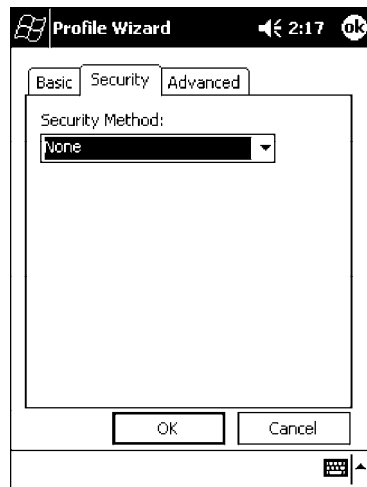 Profile Wizard 2:17 ok
Basic Security Advanced
Security Method:
None
OK Cancel